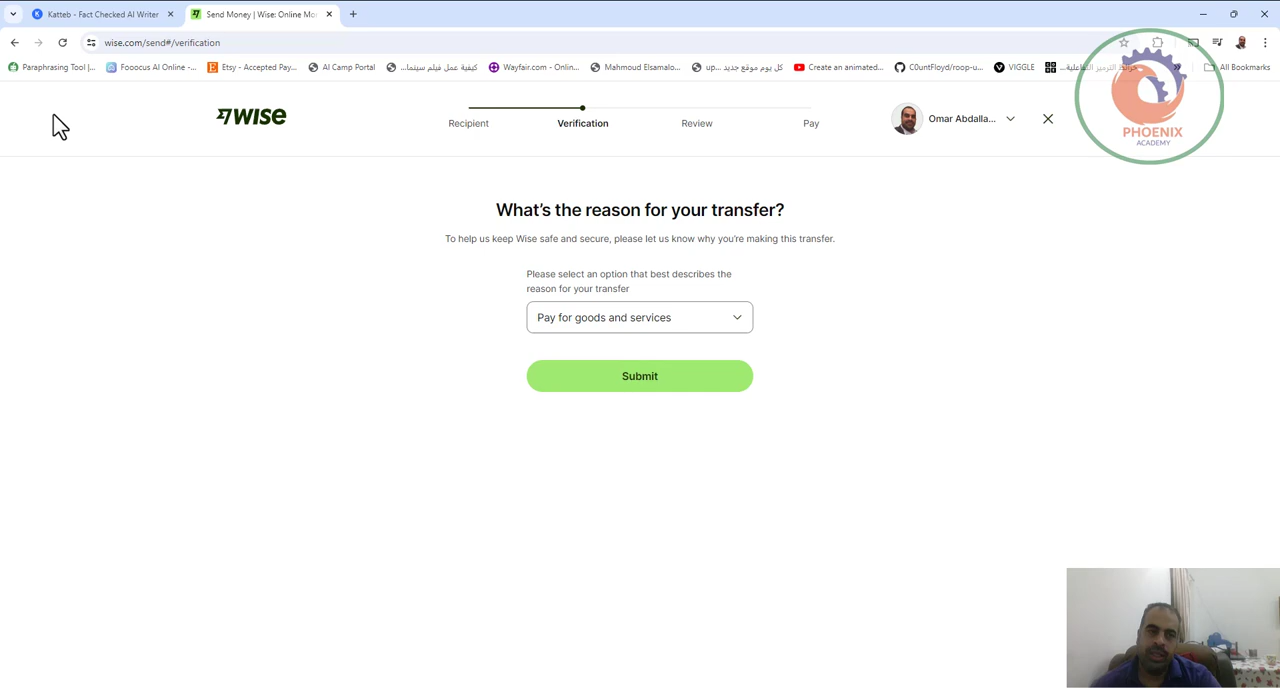 Katteb - Fact Checked AI Writer
Send Money | Wise: Online Mo
wise.com/send#/verification
Paraphrasing Tool |...
Fooocus AI Online -...
Etsy - Accepted Pay...
AI Camp Portal
كيفية عمل فيلم سينما...
Wayfair.com - Onlin...
Mahmoud Elsamalo...
كل يوم موقع جديد up...
Create an animated...
C0untFloyd/roop-u...
VIGGLE
حركات الترميز التفاعلية...
All Bookmarks
WISE
Recipient
Verification
Review
Pay
Omar Abdalla...
PHOENIX
ACADEMY
What's the reason for your transfer?
To help us keep Wise safe and secure, please let us know why you're making this transfer.
Please select an option that best describes the
reason for your transfer
Pay for goods and services
Submit